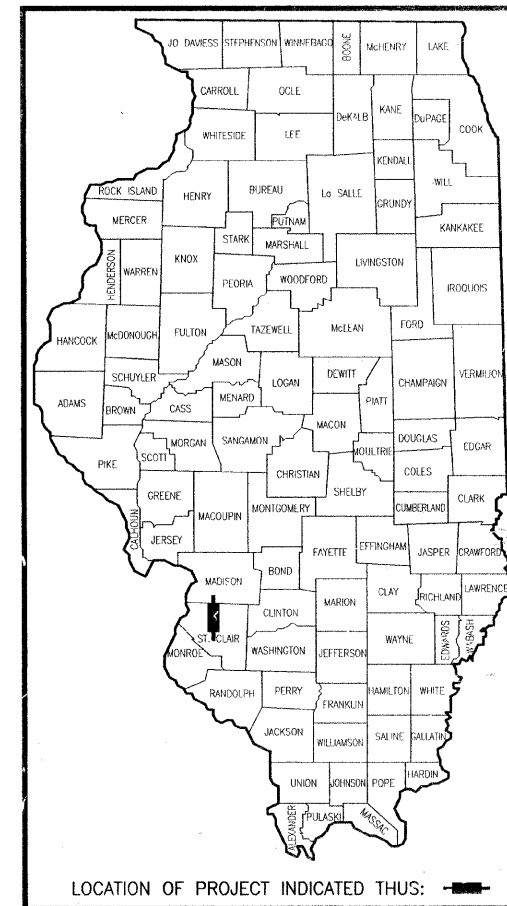 JO DAVIESS STEPHENSON WINNEBAGO BOONE McHENRY LAKE
CARROLL OGLE
DeKALB KANE
DuPAGE COOK
WHITESIDE LEE
KENDALL
WILL
ROCK ISLAND HENRY BUREAU La SALLE GRUNDY
MERCER PUTNAM
KANKAKEE
STARK MARSHALL
HENDERSON WARREN KNOX LIVINGSTON
PEORIA WOODFORD IROQUOIS
HANCOCK McDONOUGH FULTON TAZEWELL McLEAN FORD
MASON VERMILION
SCHUYLER LOGAN DEWITT
ADAMS MENARD PIATT CHAMPAIGN
BROWN CASS MACON
MORGAN SANGAMON DOUGLAS EDGAR
SCOTT MOULTRIE
PIKE CHRISTIAN COLES
SHELBY
GREENE CLARK
CALHOUN MACOUPIN MONTGOMERY CUMBERLAND
JERSEY FAYETTE EFFINGHAM JASPER CRAWFORD
MADISON BOND
CLAY RICHLAND LAWRENCE
CLINTON MARION
ST. CLAIR WAYNE EDWARDS WABASH
MONROE WASHINGTON JEFFERSON
RANDOLPH PERRY HAMILTON WHITE
FRANKLIN
JACKSON WILLIAMSON SALINE GALLATIN
UNION JOHNSON POPE HARDIN
ALEXANDER PULASKI MASSAC
LOCATION OF PROJECT INDICATED THUS: